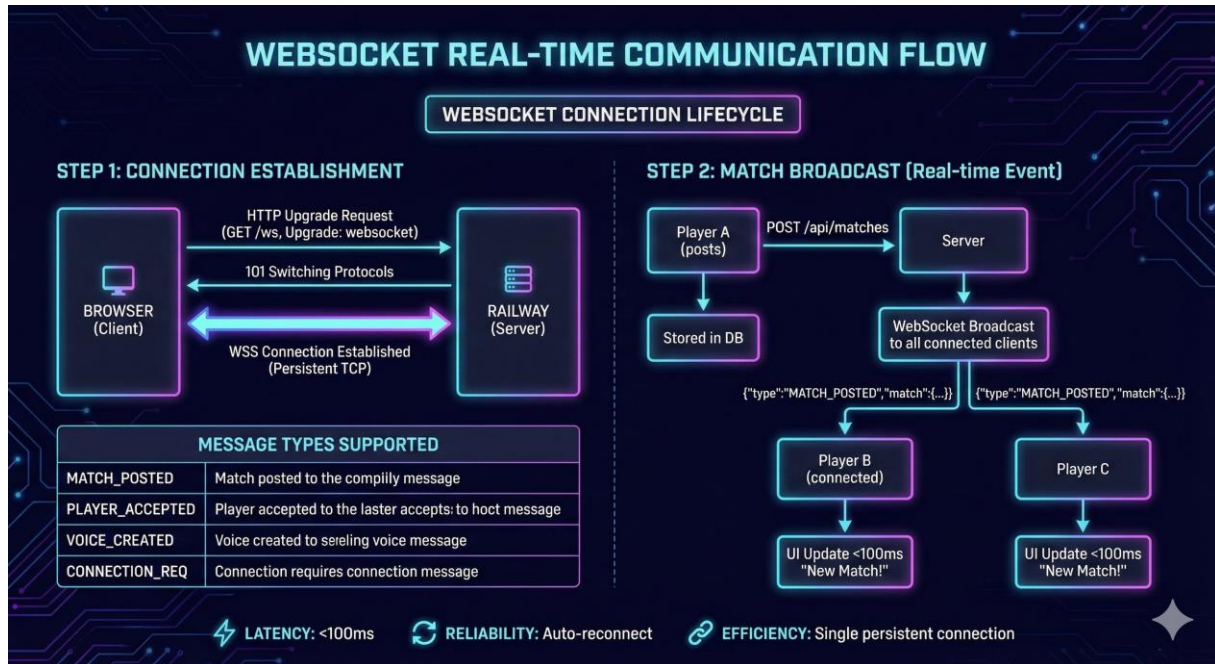 WEBSOCKET REAL-TIME COMMUNICATION FLOW
WEBSOCKET CONNECTION LIFECYCLE
STEP 1: CONNECTION ESTABLISHMENT
BROWSER
(Client)
HTTP Upgrade Request
(GET /ws, Upgrade: websocket)
101 Switching Protocols
WSS Connection Established
(Persistent TCP)
RAILWAY
(Server)
MESSAGE TYPES SUPPORTED
MATCH_POSTED Match posted to the compiily message
PLAYER_ACCEPTED Player accepted to the laster accepts: to hoct message
VOICE_CREATED Voice created to voice message
CONNECTION_REQ Connection requires connection message
STEP 2: MATCH BROADCAST (Real-time Event)
Player A
(posts)
POST /api/matches
Server
Stored in DB
WebSocket Broadcast
to all connected clients
{"type":"MATCH_POSTED","match":{...}}
{"type":"MATCH_POSTED","match":{...}}
Player B
(connected)
Player C
UI Update <100ms
"New Match!"
UI Update <100ms
"New Match!"
LATENCY: <100ms
RELIABILITY: Auto-reconnect
EFFICIENCY: Single persistent connection